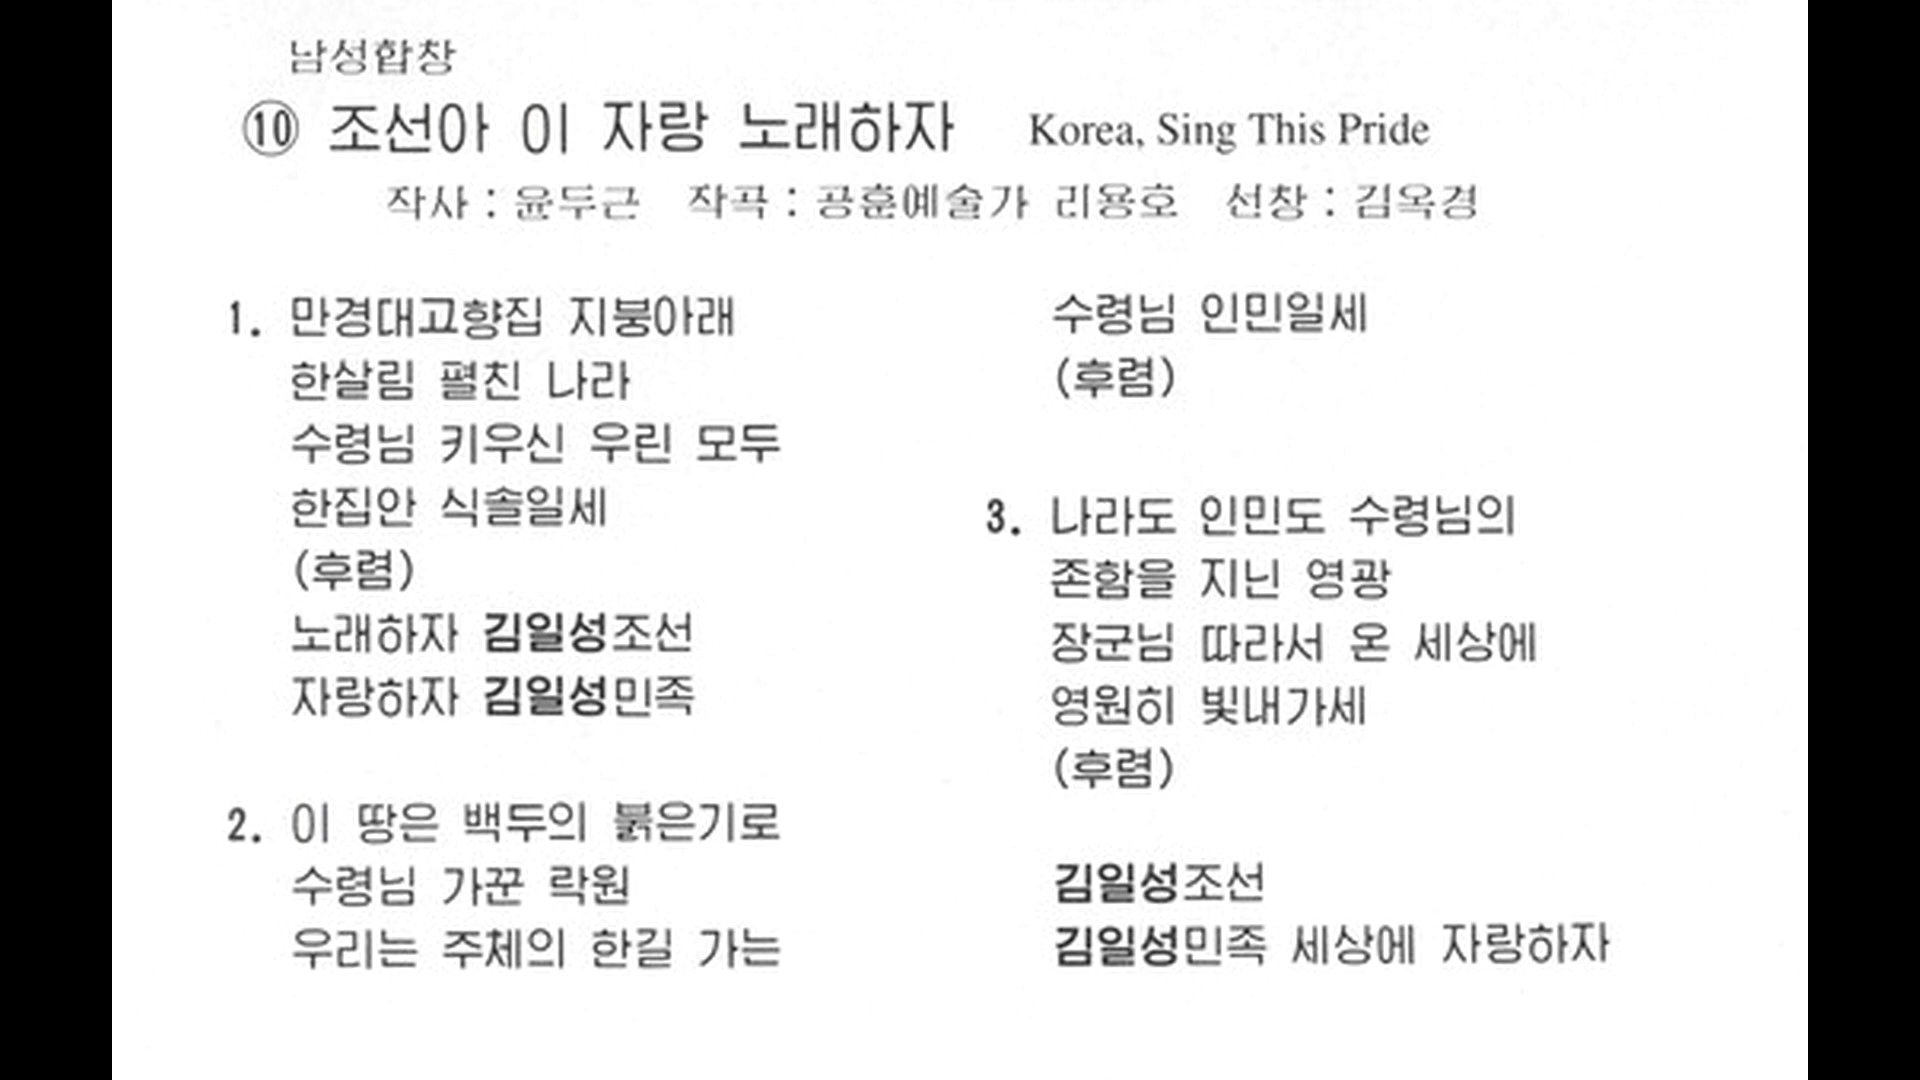 남성합창
⑩ 조선아 이 자랑 노래하자 Korea, Sing This Pride
작사 : 윤두근 작곡 : 공훈예술가 리용호 선창 : 김옥경
1. 만경대고향집 지붕아래
한살림 펼친 나라
수령님 키우신 우린 모두
한집안 식솔일세
(후렴)
노래하자 김일성조선
자랑하자 김일성민족
2. 이 땅은 백두의 붉은기로
수령님 가꾼 락원
우리는 주체의 한길 가는
수령님 인민일세
(후렴)
3. 나라도 인민도 수령님의
존함을 지닌 영광
장군님 따라서 온 세상에
영원히 빛내가세
(후렴)
김일성조선
김일성민족 세상에 자랑하자